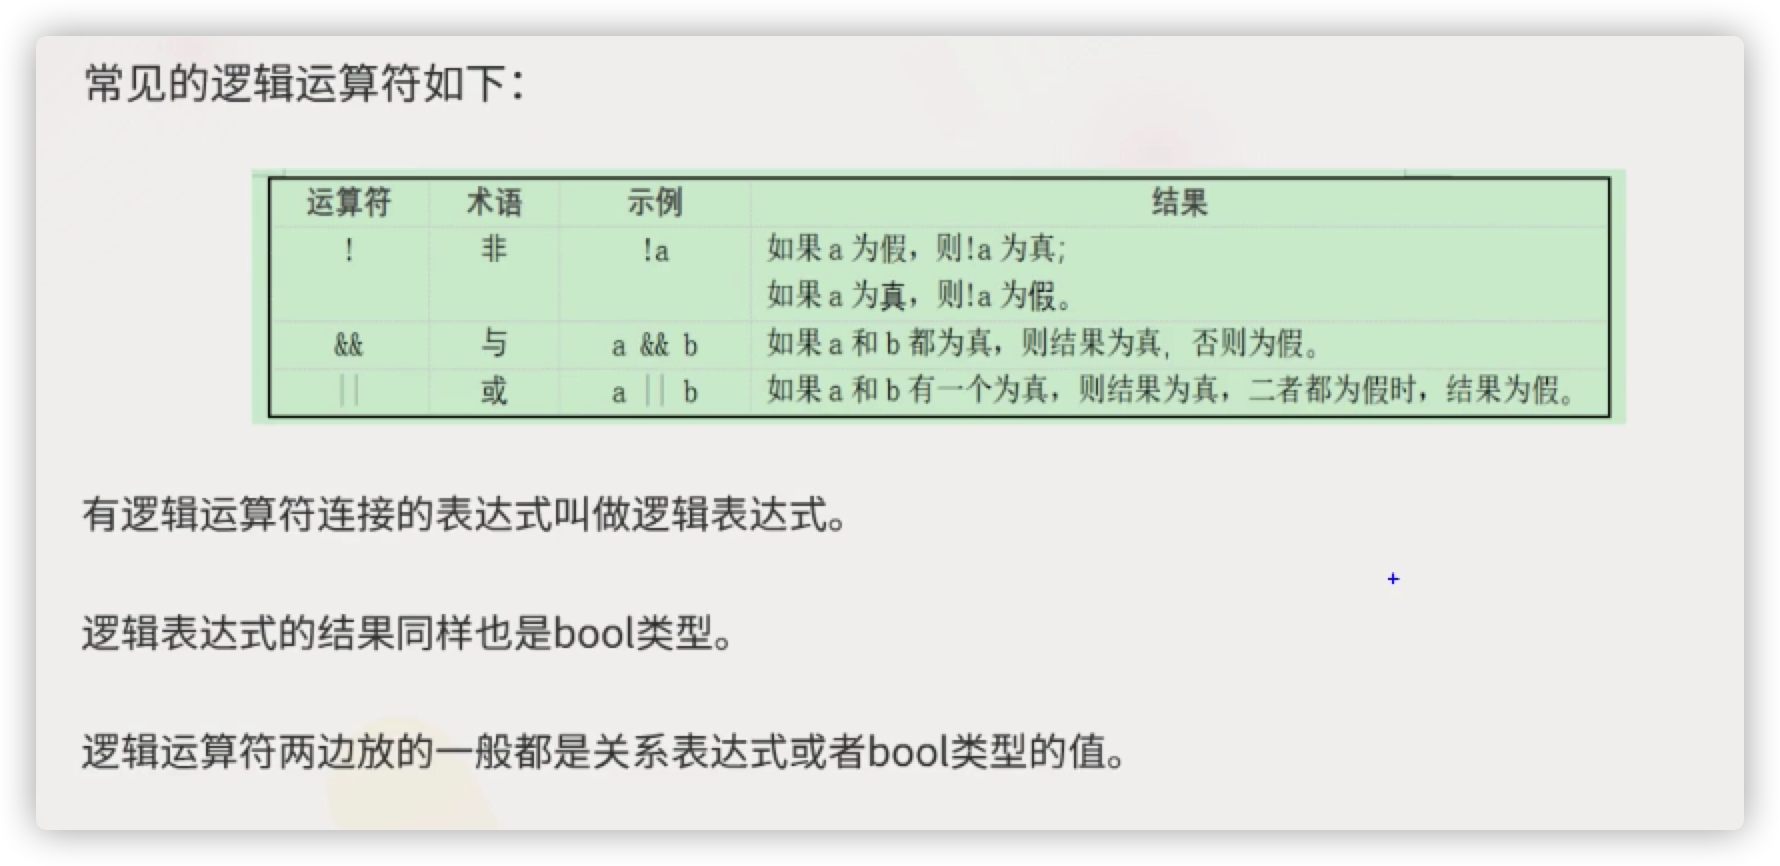 常见的逻辑运算符如下：
运算符 术语 示例 结果
! 非 !a 如果 a 为假，则!a 为真；
如果 a 为真，则!a 为假。
&& 与 a && b 如果 a 和 b 都为真，则结果为真，否则为假。
|| 或 a || b 如果 a 和 b 有一个为真，则结果为真，二者都为假时，结果为假。
有逻辑运算符连接的表达式叫做逻辑表达式。
逻辑表达式的结果同样也是bool类型。
逻辑运算符两边放的一般都是关系表达式或者bool类型的值。